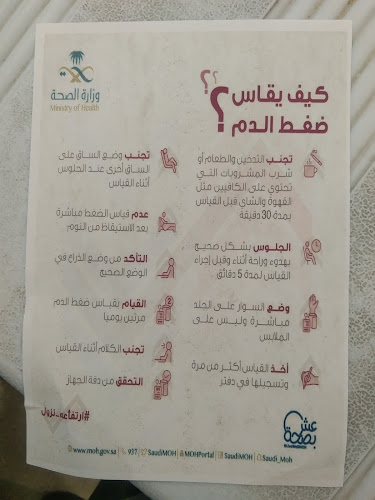 وزارة الصحة
Ministry of Health
كيف يقاس
ضغط الدم ؟؟
تجنب التدخين والطعام أو
شرب المشروبات التي
تحتوي على الكافيين مثل
القهوة والشاي قبل القياس
بمدة 30 دقيقة
الجلوس بشكل صحيح
بهدوء وراحة أثناء وقبل إجراء
القياس لمدة 5 دقائق
وضع السوار على الجلد
مباشرة وليس على
الملابس
أخذ القياس أكثر من مرة
وتسجيلها في دفتر
تجنب وضع الساق على
الساق أخرى عند الجلوس
أثناء القياس
عدم قياس الضغط مباشرة
بعد الاستيقاظ من النوم
التأكد من وضع الذراع في
الوضع الصحيح
القيام بقياس ضغط الدم
مرتين يوميا
تجنب الكلام أثناء القياس
التحقق من دقة الجهاز
#ارتفاعه_نزول
عش بصحة
www.moh.gov.sa 937 SaudiMOH MOHPortal SaudiMOH Saudi_Moh